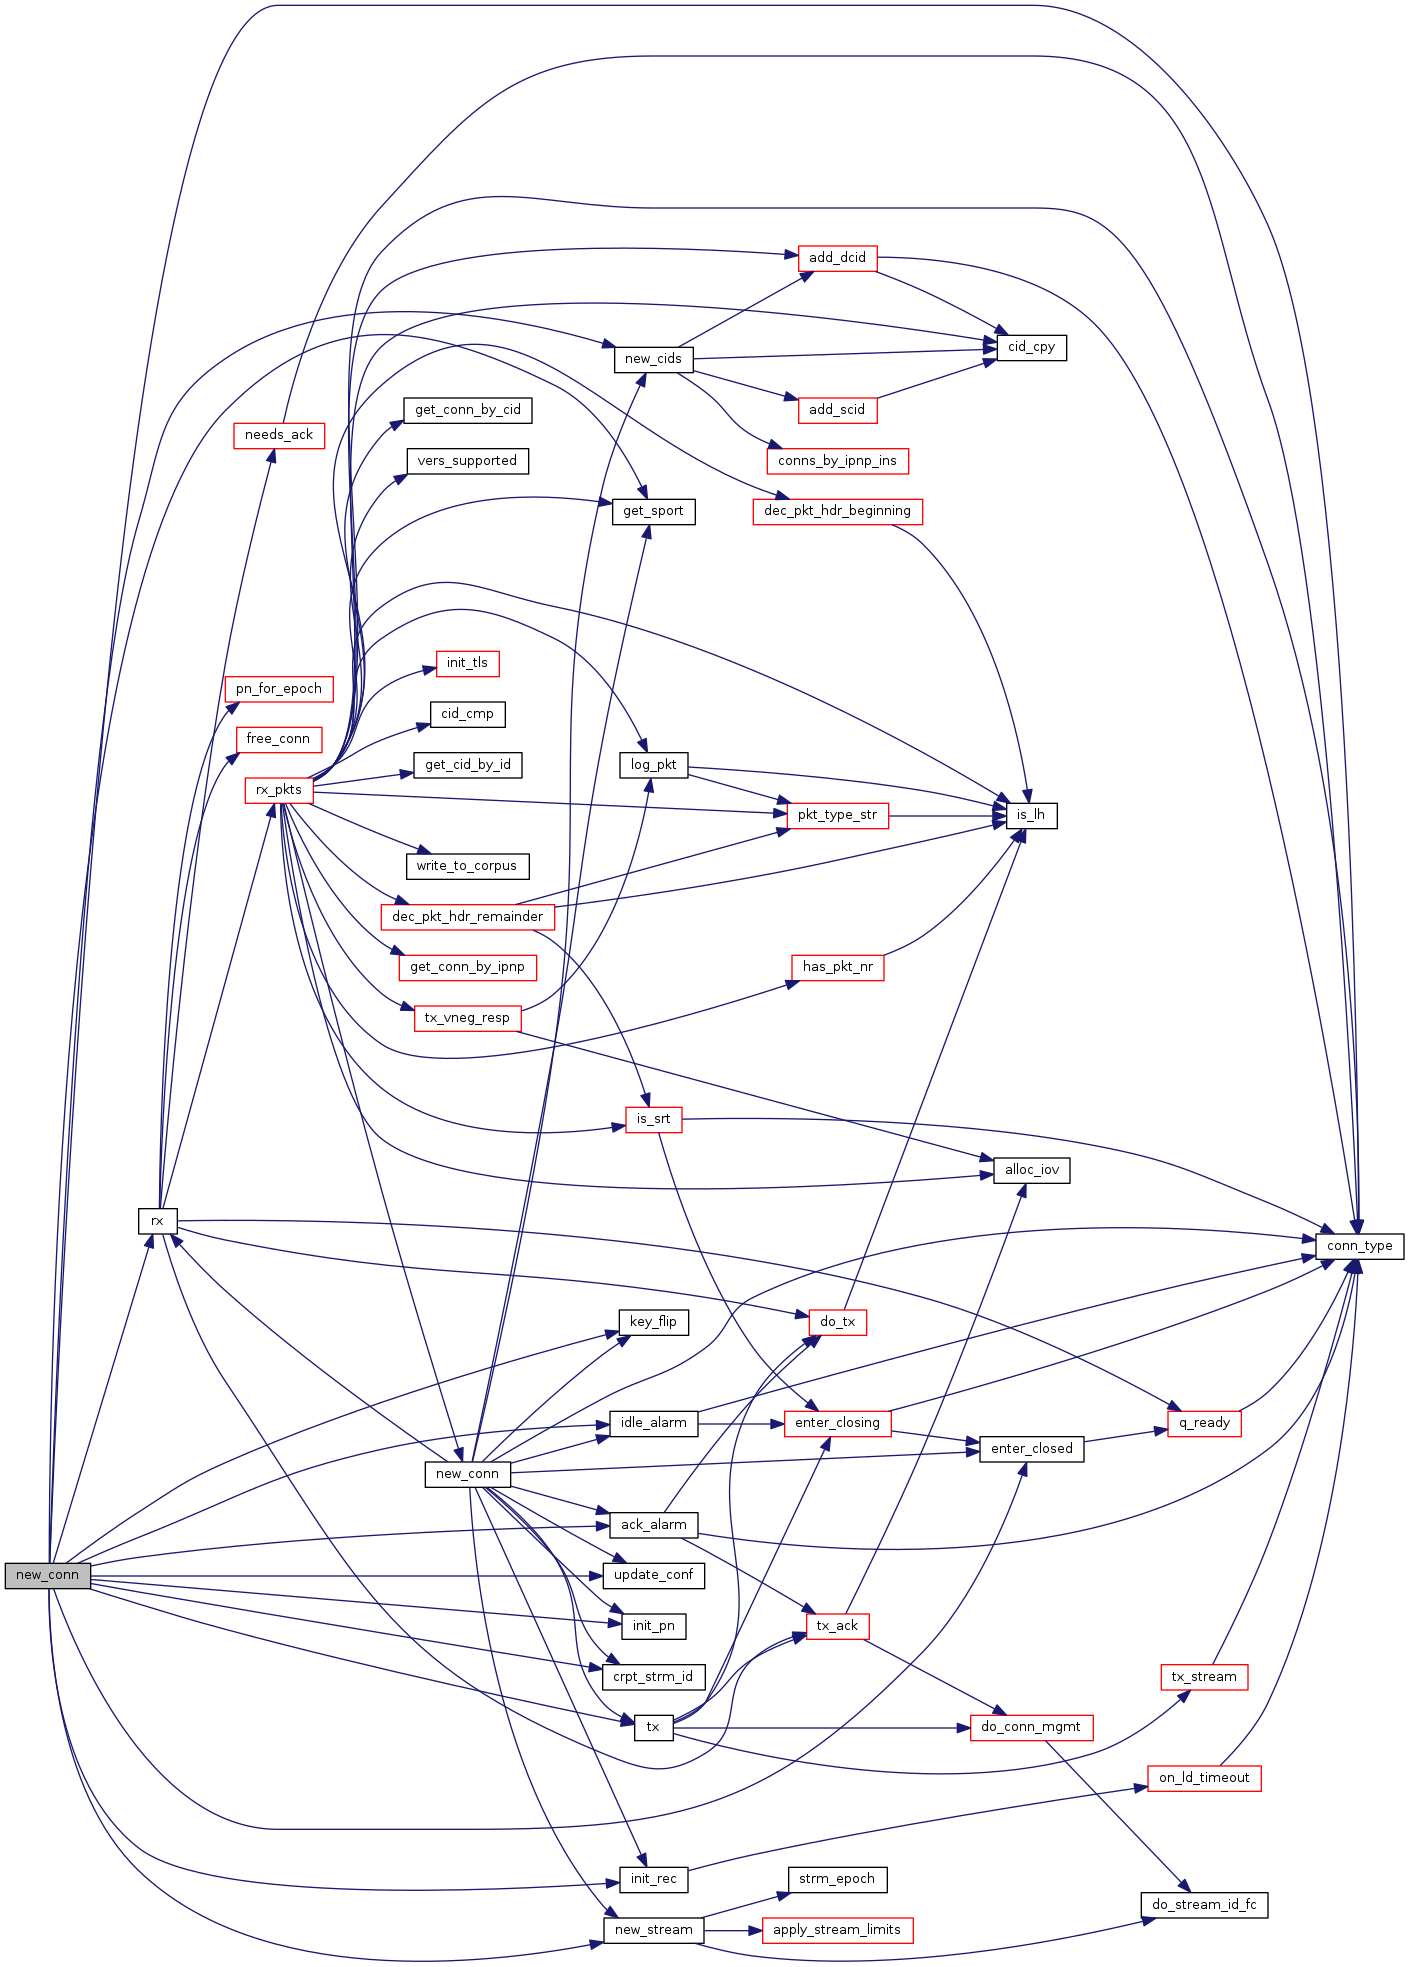 add_dcid
cid_cpy
new_cids
get_conn_by_cid
add_scid
needs_ack
vers_supported
conns_by_ipnp_ins
get_sport
dec_pkt_hdr_beginning
init_tls
pn_for_epoch
cid_cmp
free_conn
get_cid_by_id
log_pkt
rx_pkts
pkt_type_str
is_lh
write_to_corpus
dec_pkt_hdr_remainder
get_conn_by_ipnp
has_pkt_nr
tx_vneg_resp
is_srt
alloc_iov
rx
conn_type
key_flip
do_tx
idle_alarm
enter_closing
q_ready
enter_closed
new_conn
ack_alarm
new_conn
update_conf
init_pn
tx_ack
crpt_strm_id
tx_stream
tx
do_conn_mgmt
on_ld_timeout
init_rec
strm_epoch
do_stream_id_fc
new_stream
apply_stream_limits